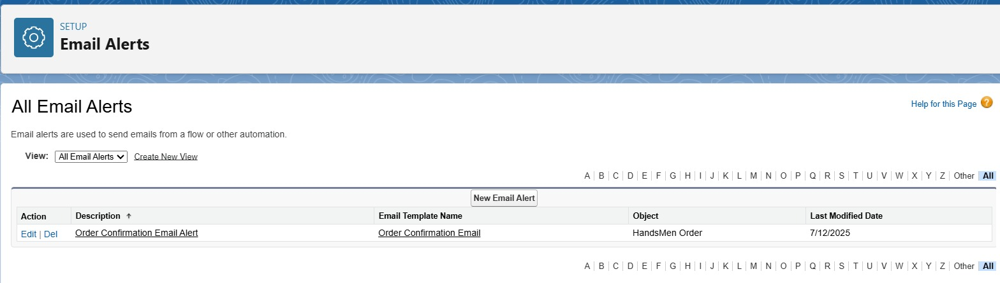 SETUP
Email Alerts
All Email Alerts
Help for this Page ?
Email alerts are used to send emails from a flow or other automation.
View: All Email Alerts Create New View
A | B | C | D | E | F | G | H | I | J | K | L | M | N | O | P | Q | R | S | T | U | V | W | X | Y | Z | Other | All
New Email Alert
Action Description ↑ Email Template Name Object Last Modified Date
Edit | Del Order Confirmation Email Alert Order Confirmation Email HandsMen Order 7/12/2025
A | B | C | D | E | F | G | H | I | J | K | L | M | N | O | P | Q | R | S | T | U | V | W | X | Y | Z | Other | All